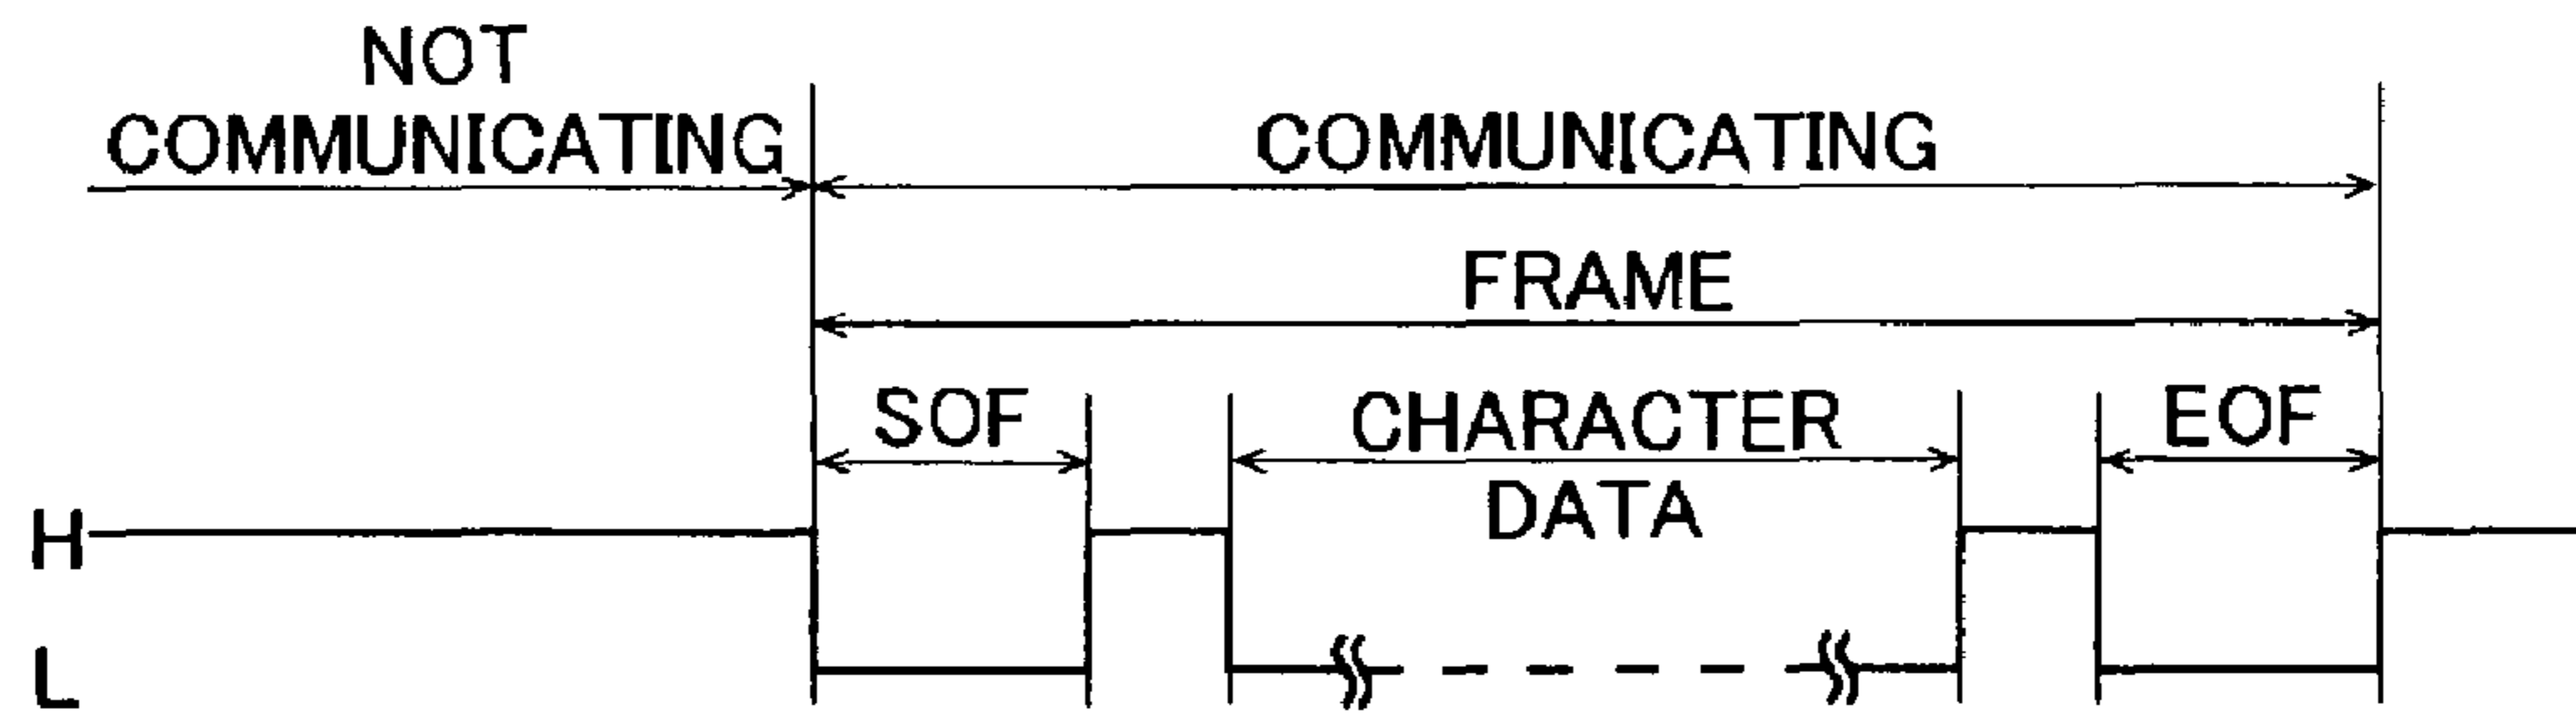 NOT
COMMUNICATING
COMMUNICATING
FRAME
SOF
CHARACTER
DATA
EOF
H
L